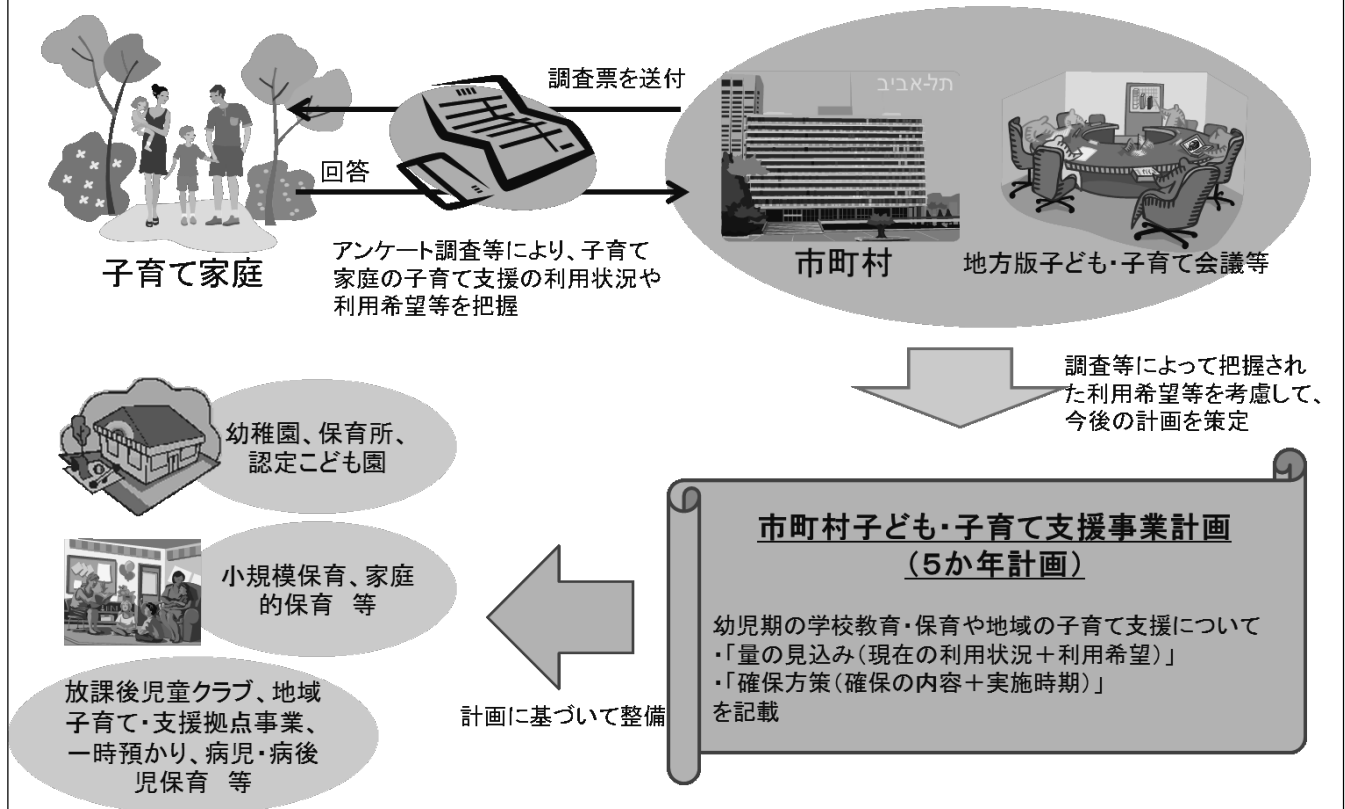 調査票を送付
回答
תל-אביב
子育て家庭
アンケート調査等により、子育て
家庭の子育て支援の利用状況や
利用希望等を把握
市町村
地方版子ども・子育て会議等
調査等によって把握され
た利用希望等を考慮して、
今後の計画を策定
市町村子ども・子育て支援事業計画
(5か年計画)
幼児期の学校教育・保育や地域の子育て支援について
・「量の見込み(現在の利用状況+利用希望)」
・「確保方策(確保の内容+実施時期)」
を記載
計画に基づいて整備
幼稚園、保育所、
認定こども園
小規模保育、家庭
的保育 等
放課後児童クラブ、地域
子育て・支援拠点事業、
一時預かり、病児・病後
児保育 等